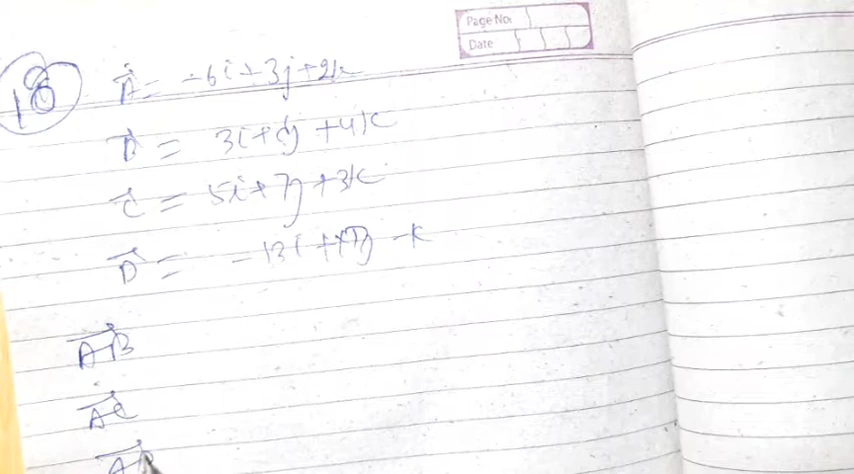 Page No:
Date
18 A = -6i + 3j + 2k
B = 3i + dj + 4k
C = 5i + 7j + 3k
D = -13i + 17j - k
AB
AC